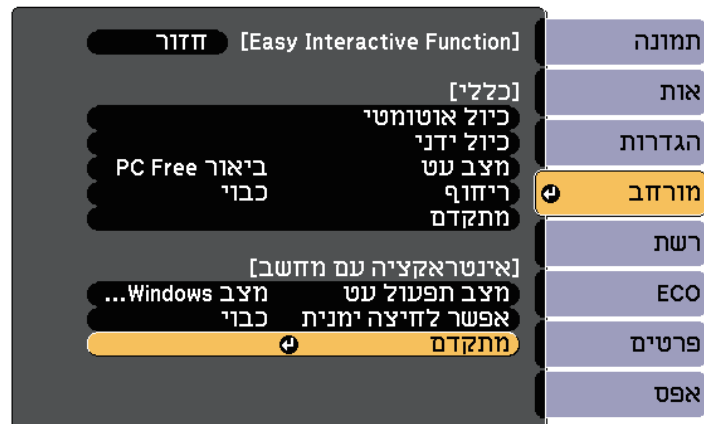 [Easy Interactive Function] חזור
[כללי]
כיול אוטומטי
כיול ידני
מצב עט ביאור PC Free
ריחוף כבוי
מתקדם
[אינטראקציה עם מחשב]
מצב תפעול עט מצב Windows...
אפשר לחיצה ימנית כבוי
מתקדם
תמונה
אות
הגדרות
מורחב
רשת
ECO
פרטים
אפס